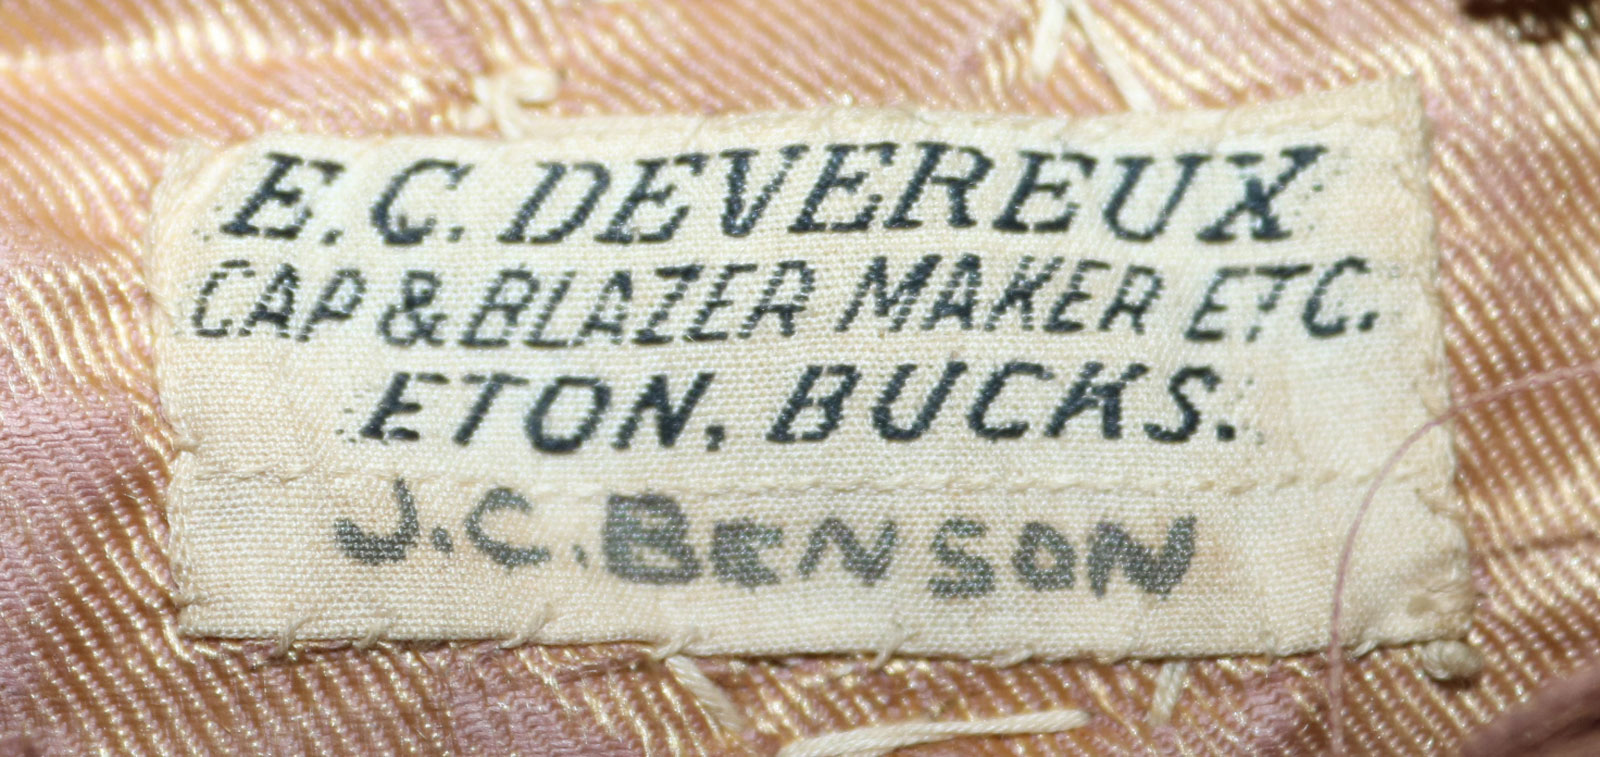 E. C. DEVEREUX
CAP & BLAZER MAKER ETC.
ETON, BUCKS.
J. C. BENSON